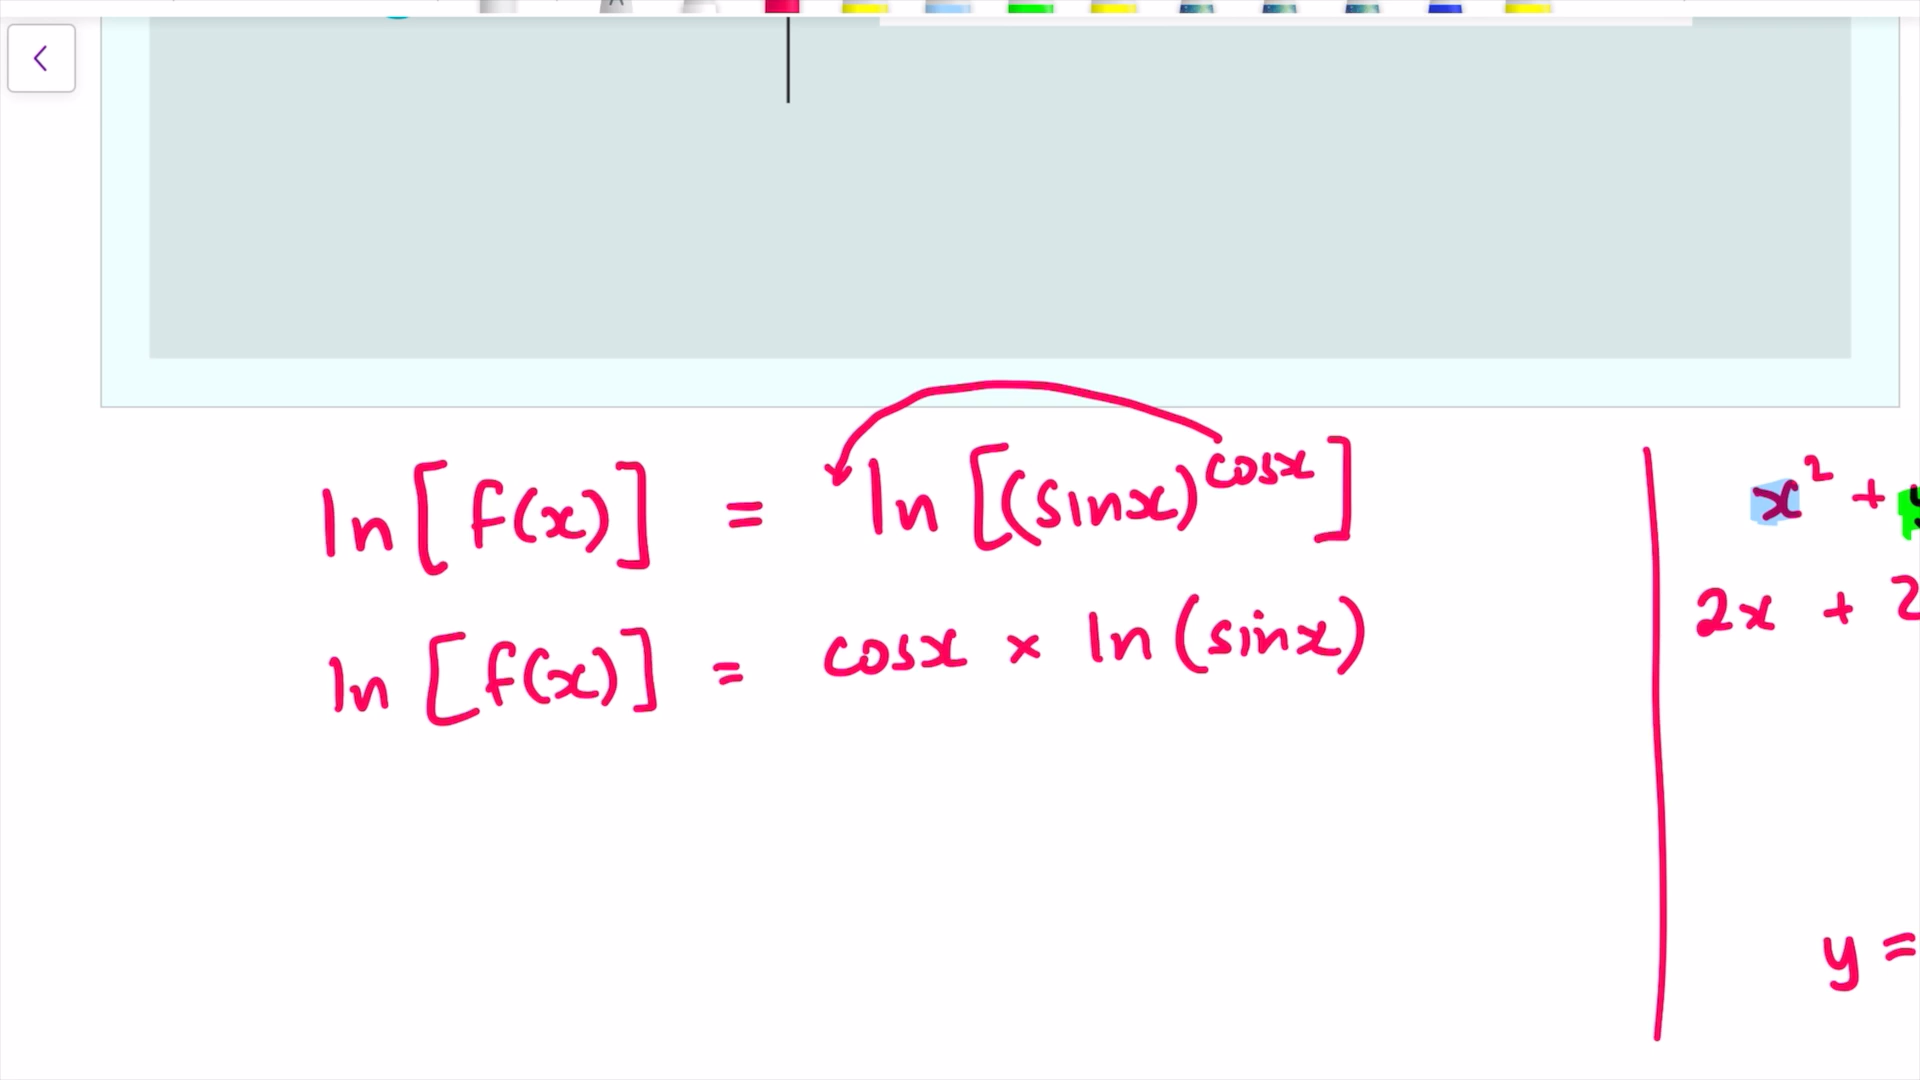 ln[f(x)] = ln[(sinx)^cosx]
ln[f(x)] = cosx × ln(sinx)
x² +
2x + 2
y =